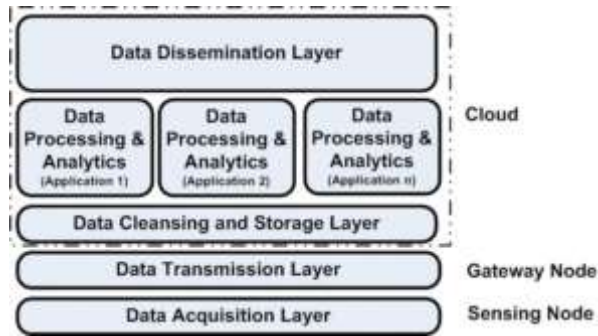 Data Dissemination Layer
Data Processing & Analytics (Application 1)
Data Processing & Analytics (Application 2)
Data Processing & Analytics (Application n)
Cloud
Data Cleansing and Storage Layer
Data Transmission Layer
Gateway Node
Data Acquisition Layer
Sensing Node